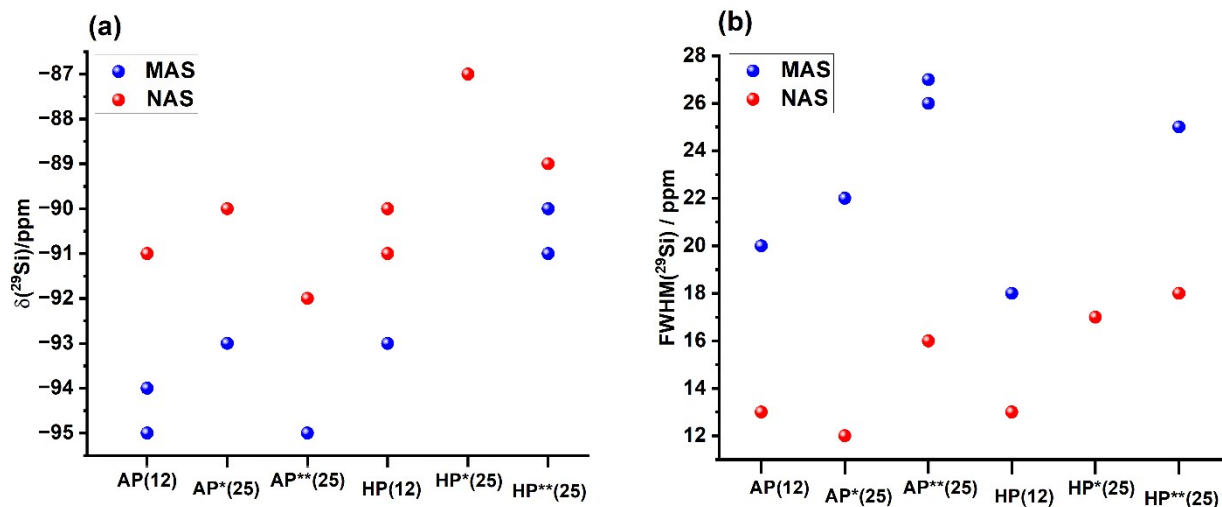 (a)
MAS
NAS
δ(²⁹Si)/ppm
−87
−88
−89
−90
−91
−92
−93
−94
−95
AP(12)
AP*(25)
AP**(25)
HP(12)
HP*(25)
HP**(25)
(b)
MAS
NAS
FWHM(²⁹Si) / ppm
28
26
24
22
20
18
16
14
12
AP(12)
AP*(25)
AP**(25)
HP(12)
HP*(25)
HP**(25)